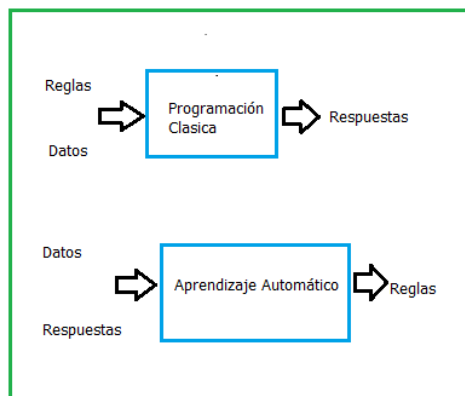 Reglas
Datos
Programación
Clasica
Respuestas
Datos
Respuestas
Aprendizaje Automático
Reglas